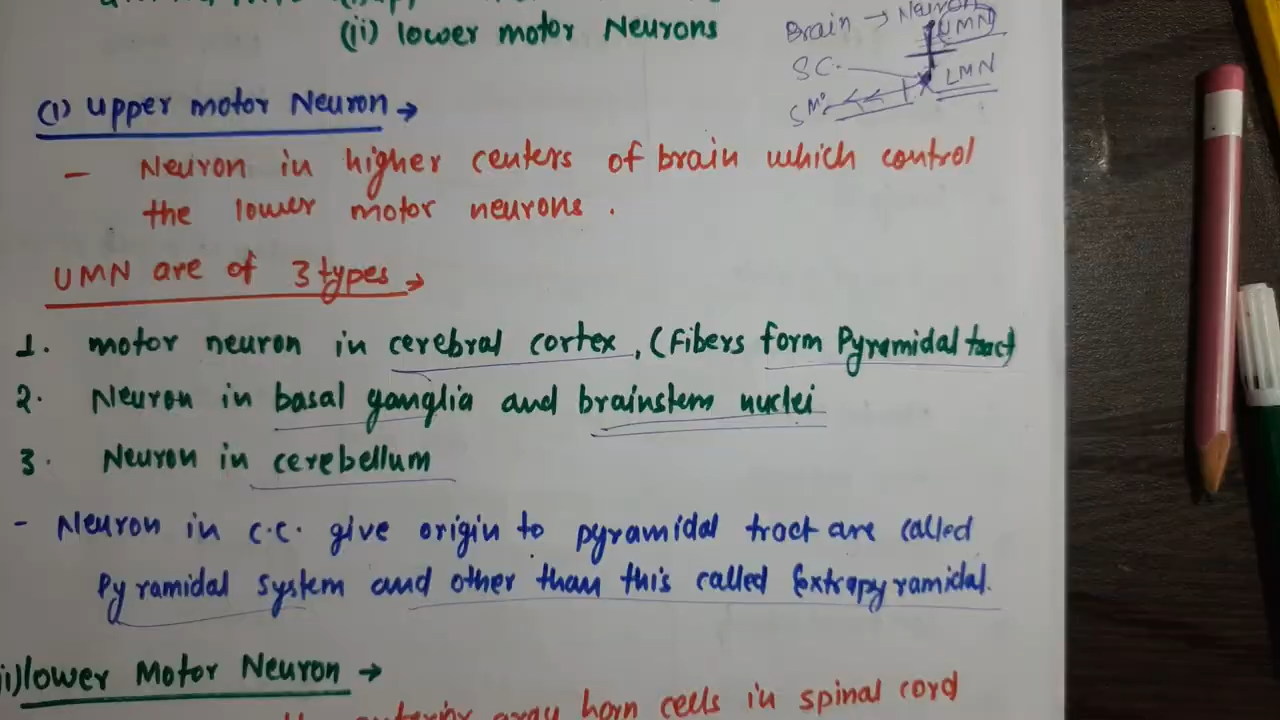 (ii) lower motor Neurons
Brain → Neuron
UMN
SC.
LMN
(1) upper motor Neuron →
- Neuron in higher centers of brain which control
the lower motor neurons.
UMN are of 3 types →
1. motor neuron in cerebral cortex, (Fibers form Pyramidal tract)
2. Neuron in basal ganglia and brainstem nuclei
3. Neuron in cerebellum
- Neuron in c.c. give origin to pyramidal tract are called
Pyramidal system and other than this called Extrapyramidal.
i) lower Motor Neuron →
horn cells in spinal cord